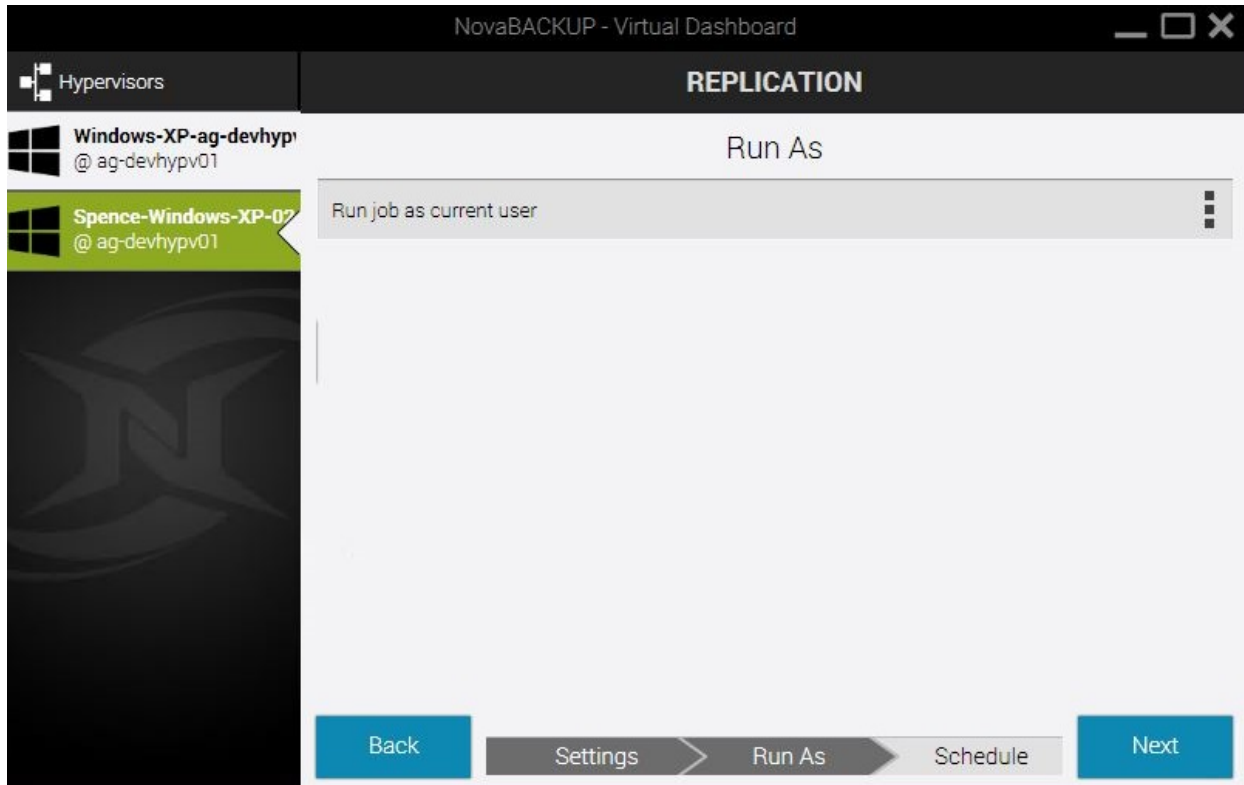 NovaBACKUP - Virtual Dashboard
Hypervisors
REPLICATION
Windows-XP-ag-devhyp
@ ag-devhypv01
Spence-Windows-XP-02
@ ag-devhypv01
Run As
Run job as current user
Back
Settings
Run As
Schedule
Next